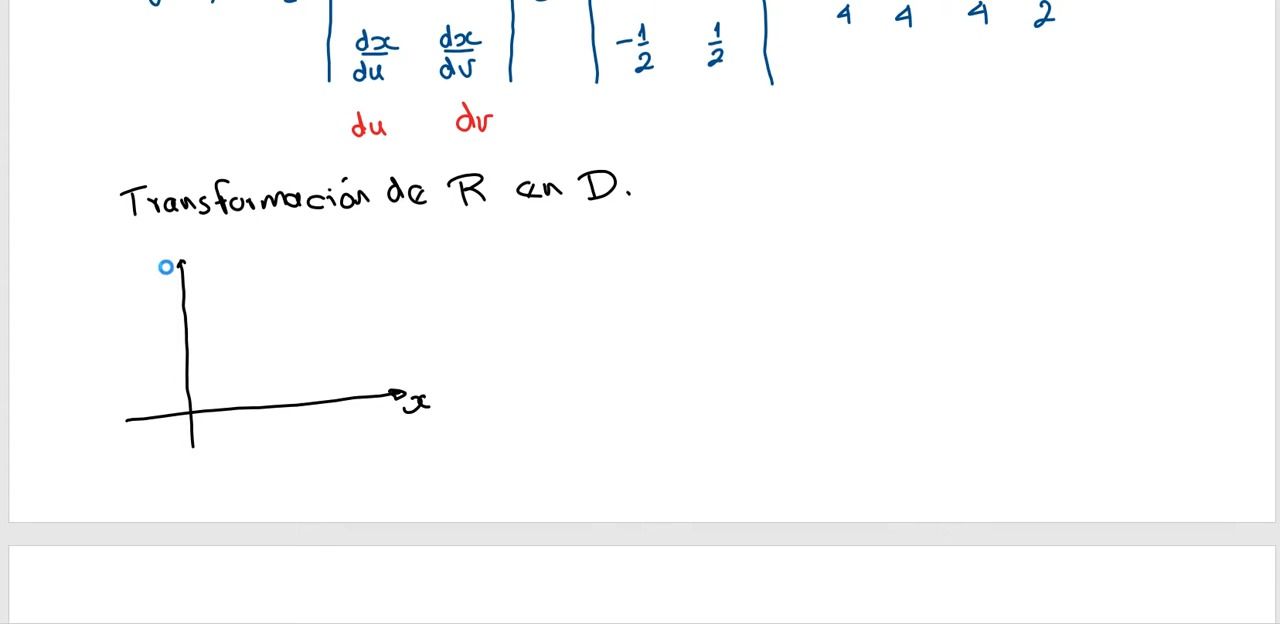 4 4 4 2
dx/du dx/dv -1/2 1/2
du dv
Transformación de R en D.
x